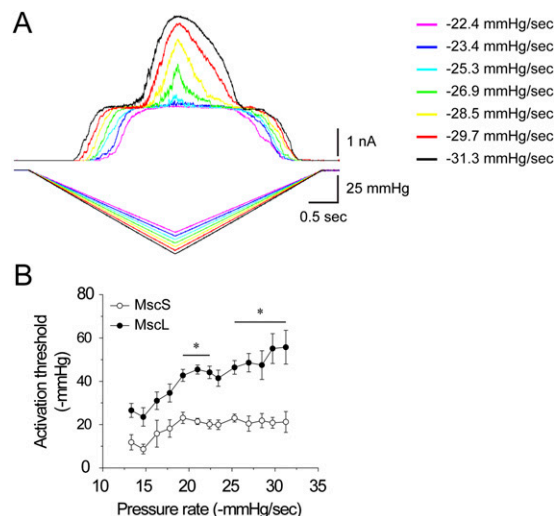 A
-22.4 mmHg/sec
-23.4 mmHg/sec
-25.3 mmHg/sec
-26.9 mmHg/sec
-28.5 mmHg/sec
-29.7 mmHg/sec
-31.3 mmHg/sec
1 nA
25 mmHg
0.5 sec
B
MscS
MscL
*
*
Activation threshold
(-mmHg)
80
60
40
20
0
10 15 20 25 30 35
Pressure rate (-mmHg/sec)